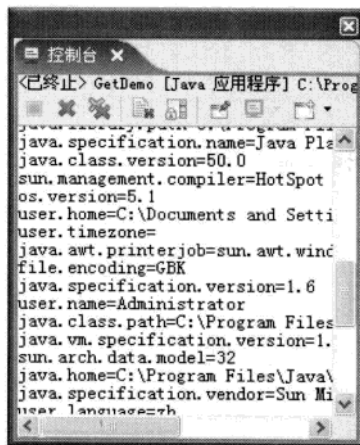 控制台
<已终止> GetDemo [Java 应用程序] C:\Prog
java.specification.name=Java Pla
java.class.version=50.0
sun.management.compiler=HotSpot
os.version=5.1
user.home=C:\Documents and Setti
user.timezone=
java.awt.printerjob=sun.awt.wind
file.encoding=GBK
java.specification.version=1.6
user.name=Administrator
java.class.path=C:\Program Files
java.vm.specification.version=1.
sun.arch.data.model=32
java.home=C:\Program Files\Java\
java.specification.vendor=Sun Mi
user.language=zh